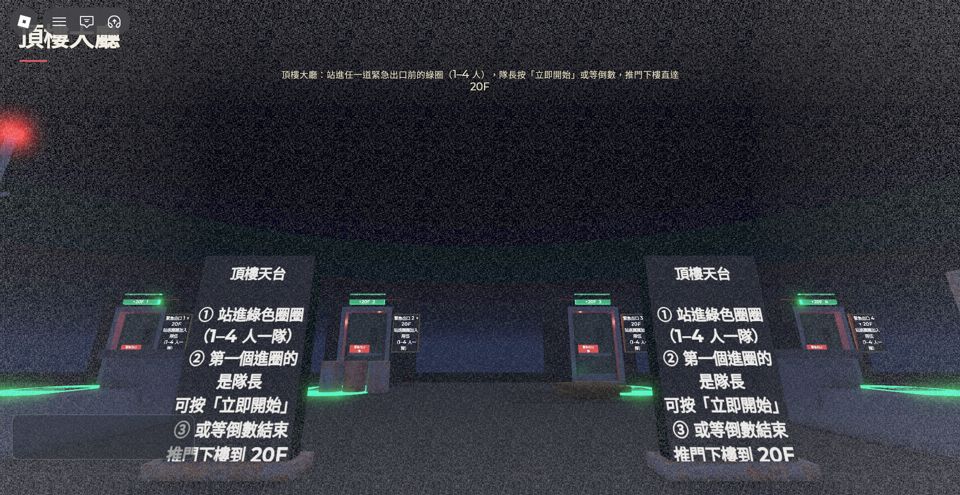 頂樓大廳
頂樓大廳：站進任一道緊急出口前的綠圈（1–4 人），隊長按「立即開始」或等倒數，推門下樓直達
20F
頂樓天台
① 站進綠色圈圈
（1–4 人一隊）
② 第一個進圈的
是隊長
可按「立即開始」
③ 或等倒數結束
推門下樓到 20F
頂樓天台
① 站進綠色圈圈
（1–4 人一隊）
② 第一個進圈的
是隊長
可按「立即開始」
③ 或等倒數結束
推門下樓到 20F